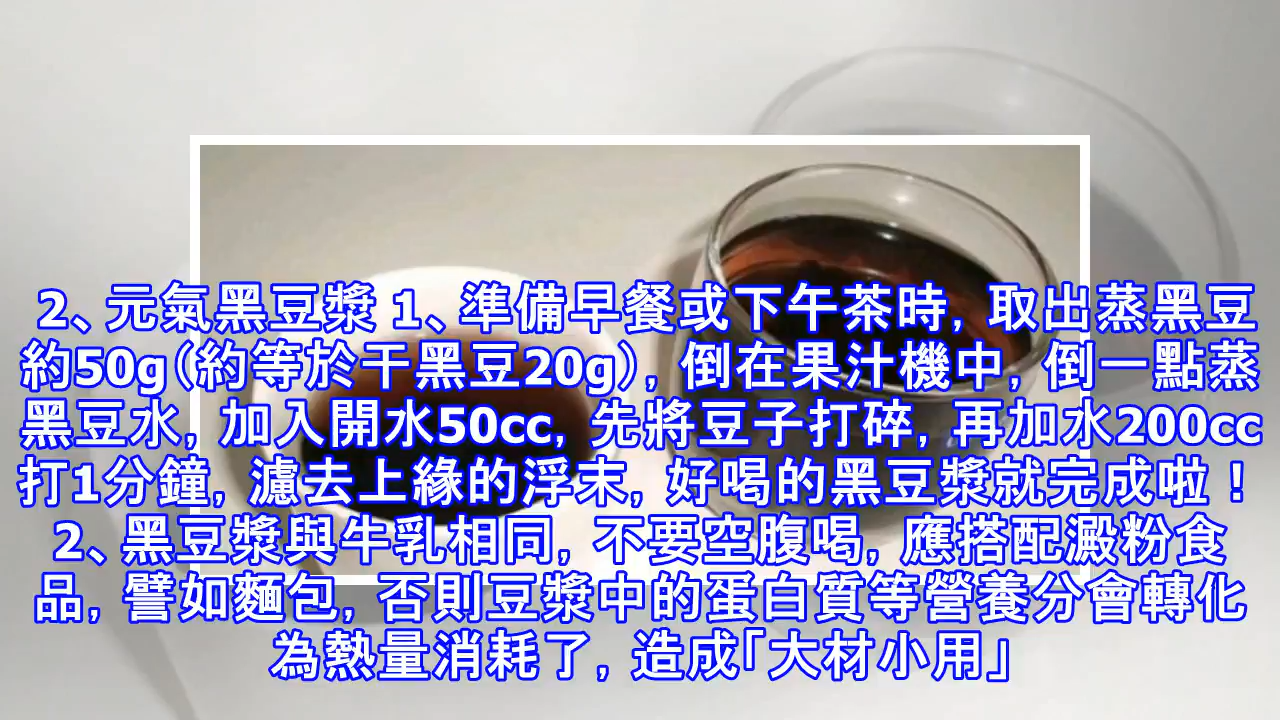 2、元氣黑豆漿 1、準備早餐或下午茶時, 取出蒸黑豆
約50g(約等於干黑豆20g), 倒在果汁機中, 倒一點蒸
黑豆水, 加入開水50cc, 先將豆子打碎, 再加水200cc
打1分鐘, 濾去上緣的浮末, 好喝的黑豆漿就完成啦!
2、黑豆漿與牛乳相同, 不要空腹喝, 應搭配澱粉食
品, 譬如麵包, 否則豆漿中的蛋白質等營養分會轉化
為熱量消耗了, 造成「大材小用」